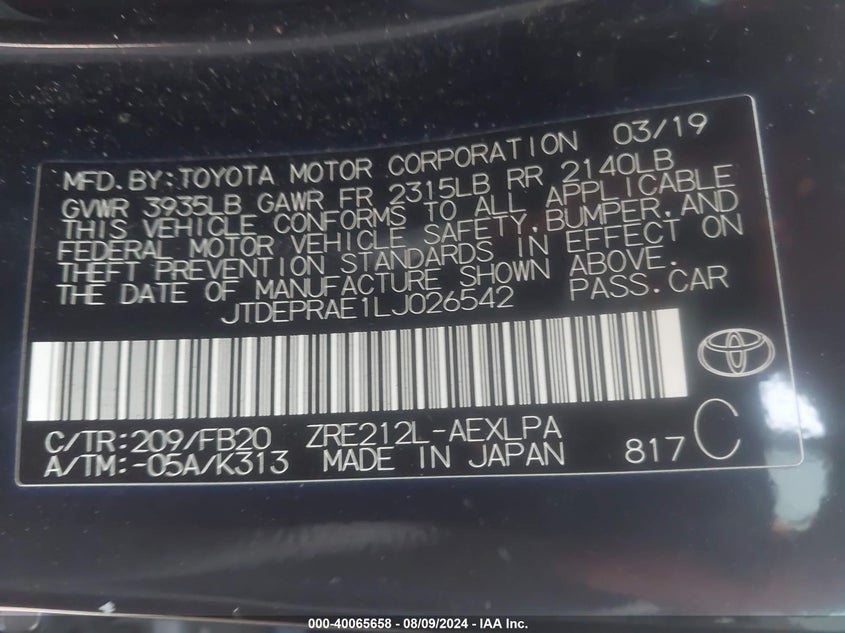 MFD.BY:TOYOTA MOTOR CORPORATION 03/19
GVWR 3935LB GAWR FR 2315LB RR 2140LB
THIS VEHICLE CONFORMS TO ALL APPLICABLE
FEDERAL MOTOR VEHICLE SAFETY,BUMPER,AND
THEFT PREVENTION STANDARDS IN EFFECT ON
THE DATE OF MANUFACTURE SHOWN ABOVE.
JTDEPRAE1LJ026542 PASS.CAR
C/TR:209/FB20 ZRE212L-AEXLPA
A/TM:-05A/K313 MADE IN JAPAN 817 C
000-40065658 - 08/09/2024 - IAA Inc.